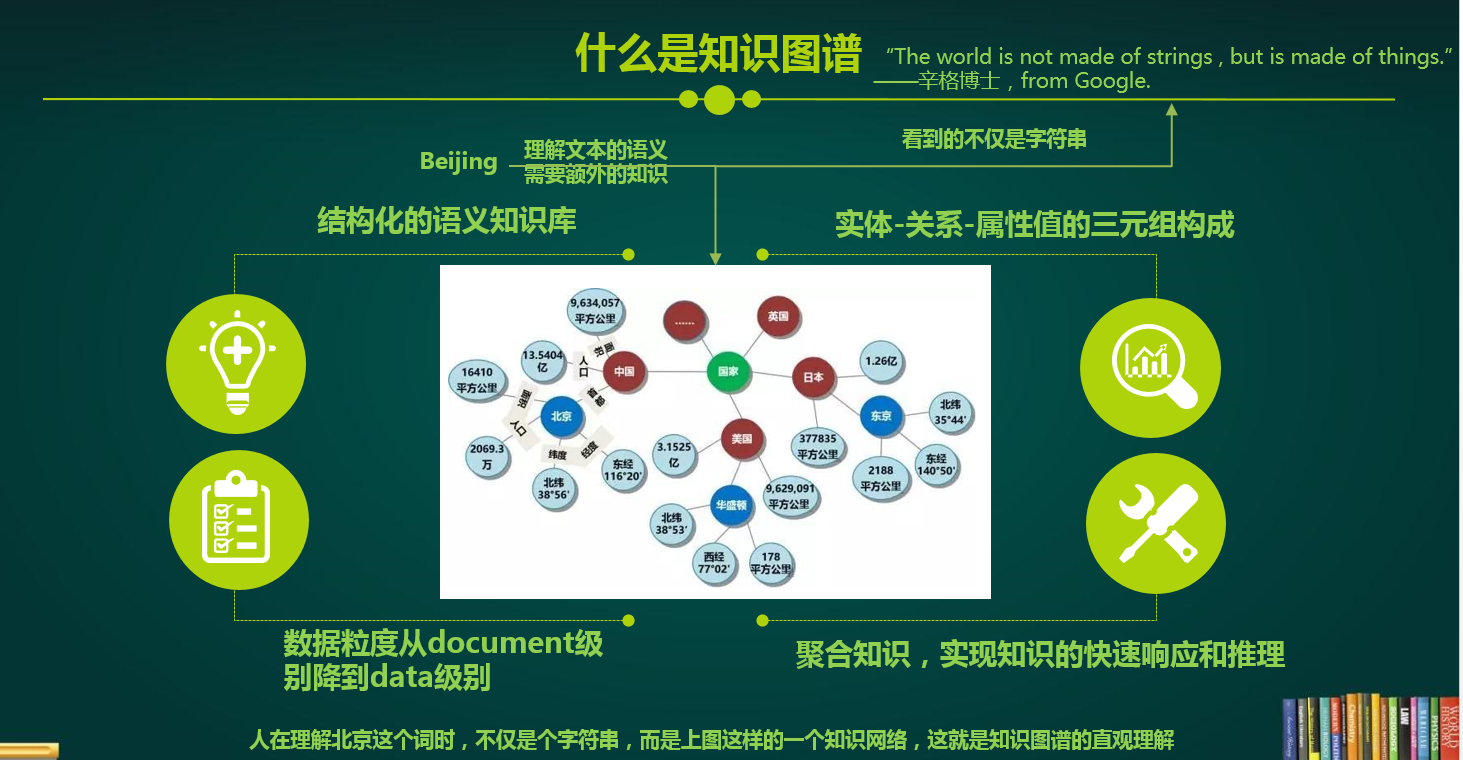 什么是知识图谱
“The world is not made of strings , but is made of things.”
——辛格博士，from Google.
看到的不仅是字符串
Beijing
理解文本的语义
需要额外的知识
结构化的语义知识库
实体-关系-属性值的三元组构成
9,634,057
平方公里
……
英国
面积
13.5404
亿
人口
中国
国家
日本
1.26亿
16410
平方公里
面积
首都
北京
人口
东京
北纬
35°44'
2069.3
万
纬度
经度
东经
116°20'
北纬
38°56'
3.1525
亿
美国
377835
平方公里
2188
平方公里
东经
140°50'
9,629,091
平方公里
华盛顿
北纬
38°53'
西经
77°02'
178
平方公里
数据粒度从document级
别降到data级别
聚合知识，实现知识的快速响应和推理
人在理解北京这个词时，不仅是个字符串，而是上图这样的一个知识网络，这就是知识图谱的直观理解
Chemistry
SOCIOLOGY
LAW
PHYSICS
WORLD
HISTORY